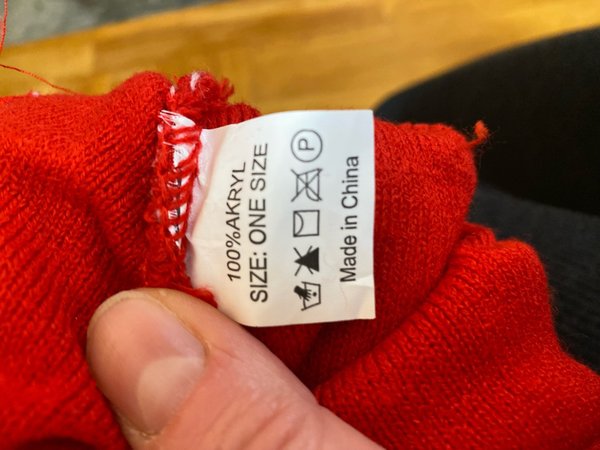 100%AKRYL
SIZE: ONE SIZE
P
Made in China